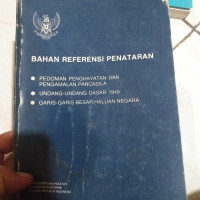 BAHAN REFERENSI PENATARAN
• PEDOMAN PENGHAYATAN DAN
PENGAMALAN PANCASILA
• UNDANG-UNDANG DASAR 1945
• GARIS-GARIS BESAR HALUAN NEGARA